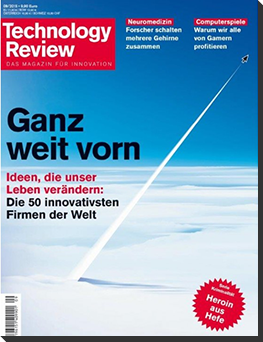 Technology
Review
DAS MAGAZIN FÜR INNOVATION
Neuromedizin
Forscher schalten
mehrere Gehirne
zusammen
Computerspiele
Warum wir alle
von Gamern
profitieren
Ganz
weit vorn
Ideen, die unser
Leben verändern:
Die 50 innovativsten
Firmen der Welt
Heroin
aus
Hefe